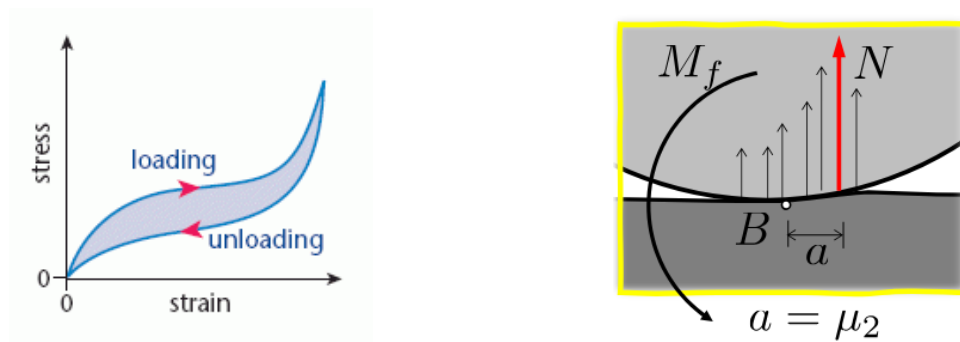 stress
loading
unloading
0
0
strain
M_f
N
B
a
a = μ_2